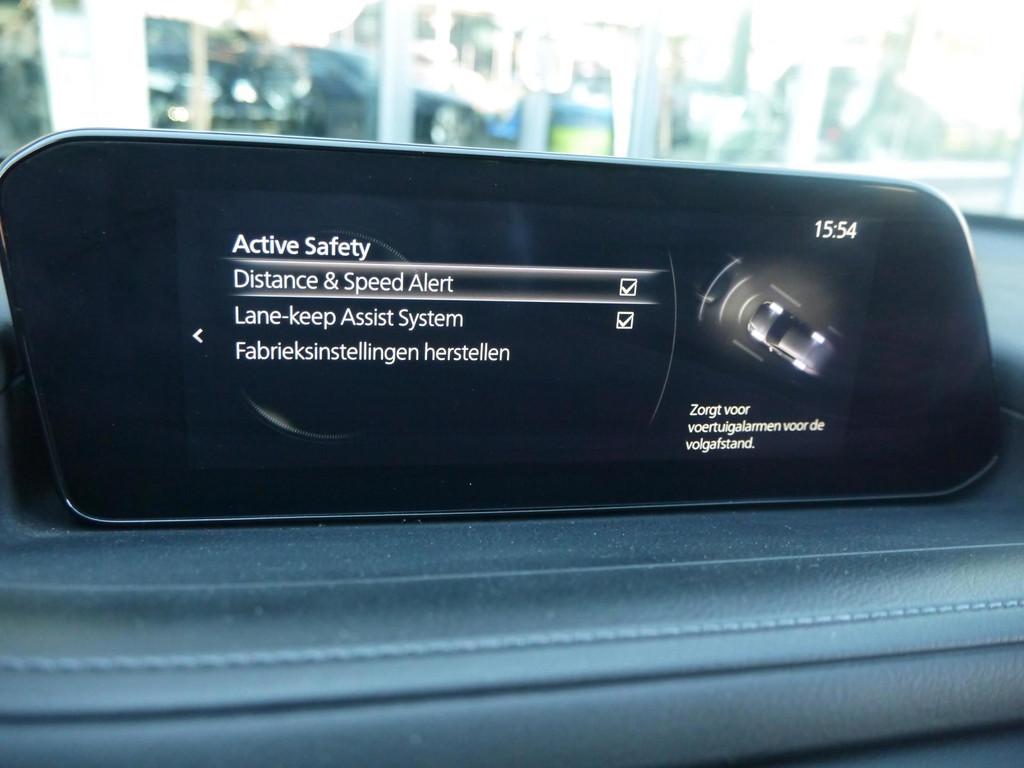 15:54
Active Safety
Distance & Speed Alert
Lane-keep Assist System
Fabrieksinstellingen herstellen
Zorgt voor
voertuigalarmen voor de
volgafstand.